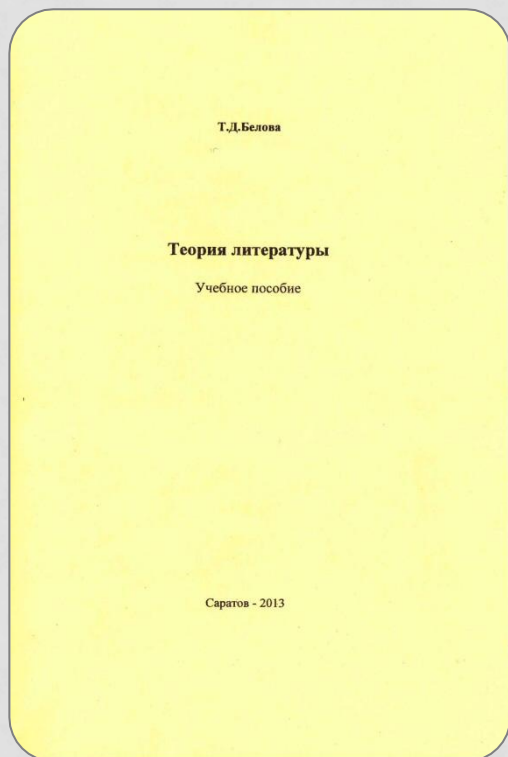 Т.Д.Белова
Теория литературы
Учебное пособие
Саратов - 2013